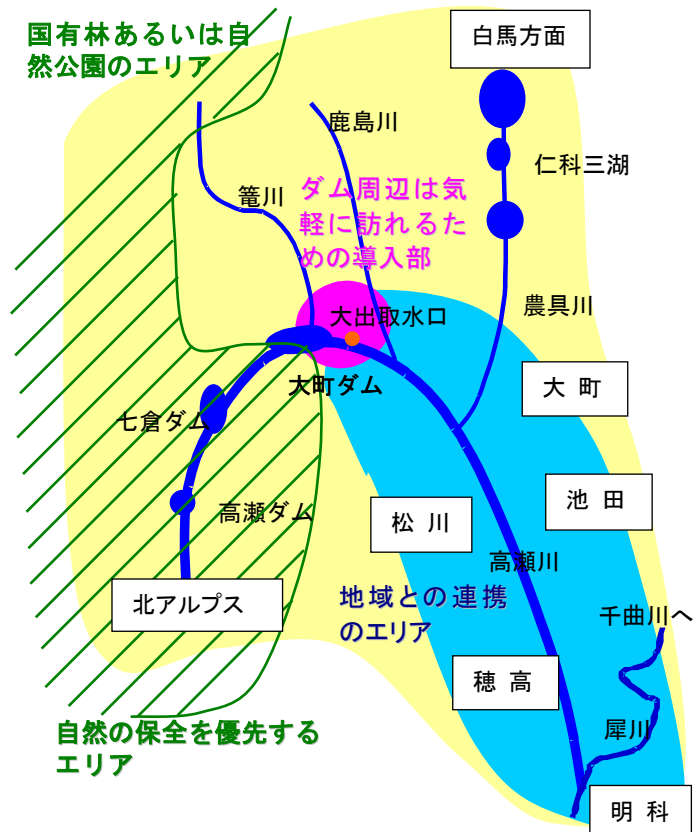 国有林あるいは自
然公園のエリア
白馬方面
鹿島川
仁科三湖
篭川
ダム周辺は気
軽に訪れるた
めの導入部
農具川
大出取水口
大町ダム
大 町
七倉ダム
池 田
高瀬ダム
松 川
高瀬川
北アルプス
地域との連携
のエリア
千曲川へ
穂 高
自然の保全を優先する
エリア
犀川
明 科